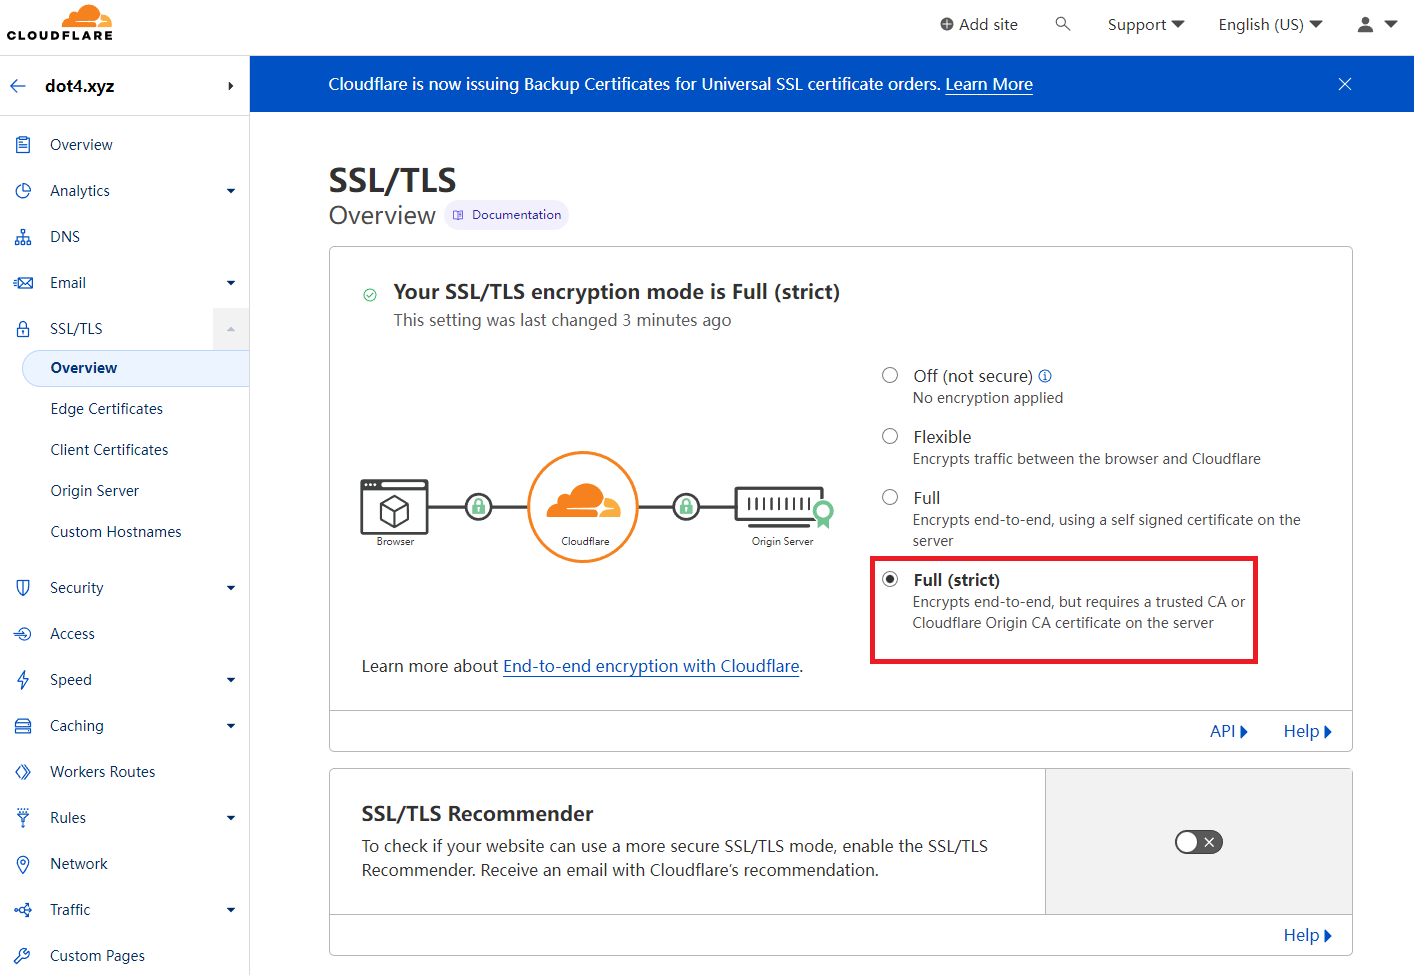 CLOUDFLARE
Add site
Support
English (US)
dot4.xyz
Cloudflare is now issuing Backup Certificates for Universal SSL certificate orders. Learn More
Overview
Analytics
DNS
Email
SSL/TLS
Overview
Edge Certificates
Client Certificates
Origin Server
Custom Hostnames
Security
Access
Speed
Caching
Workers Routes
Rules
Network
Traffic
Custom Pages
SSL/TLS
Overview
Documentation
Your SSL/TLS encryption mode is Full (strict)
This setting was last changed 3 minutes ago
Browser
Cloudflare
Origin Server
Off (not secure)
No encryption applied
Flexible
Encrypts traffic between the browser and Cloudflare
Full
Encrypts end-to-end, using a self signed certificate on the
server
Full (strict)
Encrypts end-to-end, but requires a trusted CA or
Cloudflare Origin CA certificate on the server
Learn more about End-to-end encryption with Cloudflare.
API
Help
SSL/TLS Recommender
To check if your website can use a more secure SSL/TLS mode, enable the SSL/TLS
Recommender. Receive an email with Cloudflare’s recommendation.
Help